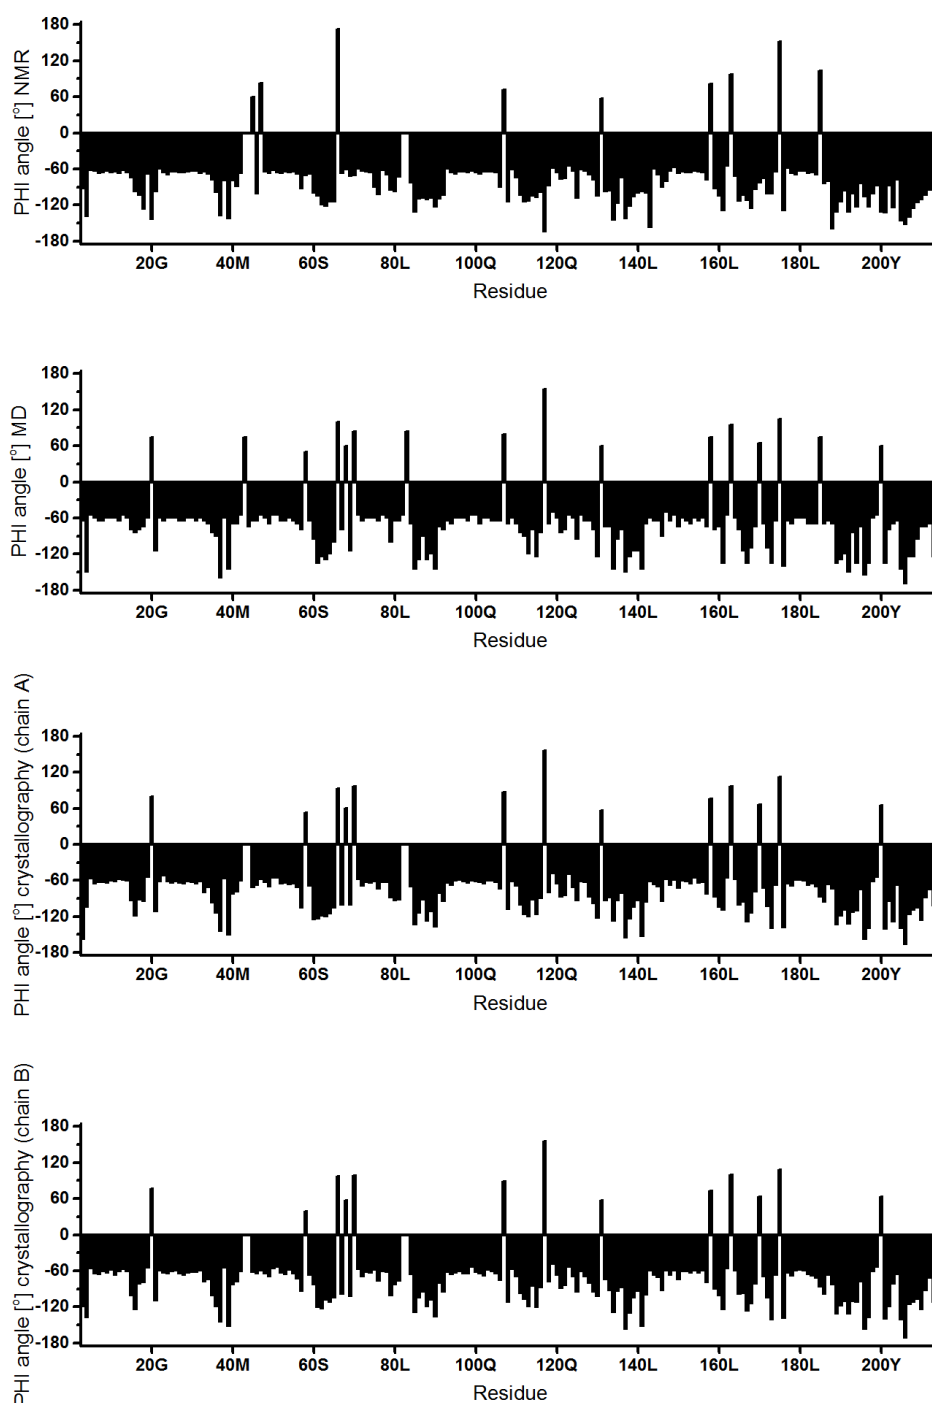 PHI angle [°] NMR
180
120
60
0
-60
-120
-180
20G 40M 60S 80L 100Q 120Q 140L 160L 180L 200Y
Residue
PHI angle [°] MD
180
120
60
0
-60
-120
-180
20G 40M 60S 80L 100Q 120Q 140L 160L 180L 200Y
Residue
PHI angle [°] crystallography (chain A)
180
120
60
0
-60
-120
-180
20G 40M 60S 80L 100Q 120Q 140L 160L 180L 200Y
Residue
PHI angle [°] crystallography (chain B)
180
120
60
0
-60
-120
-180
20G 40M 60S 80L 100Q 120Q 140L 160L 180L 200Y
Residue